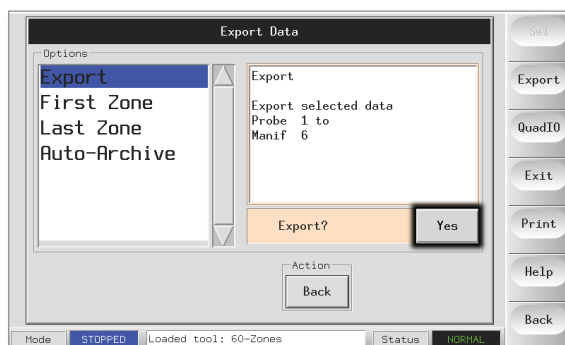 Export Data
Options
Export
First Zone
Last Zone
Auto-Archive
Export
Export selected data
Probe 1 to
Manif 6
Export?
Yes
Action
Back
Set
Export
QuadIO
Exit
Print
Help
Back
Mode
STOPPED
Loaded tool: 60-Zones
Status
NORMAL